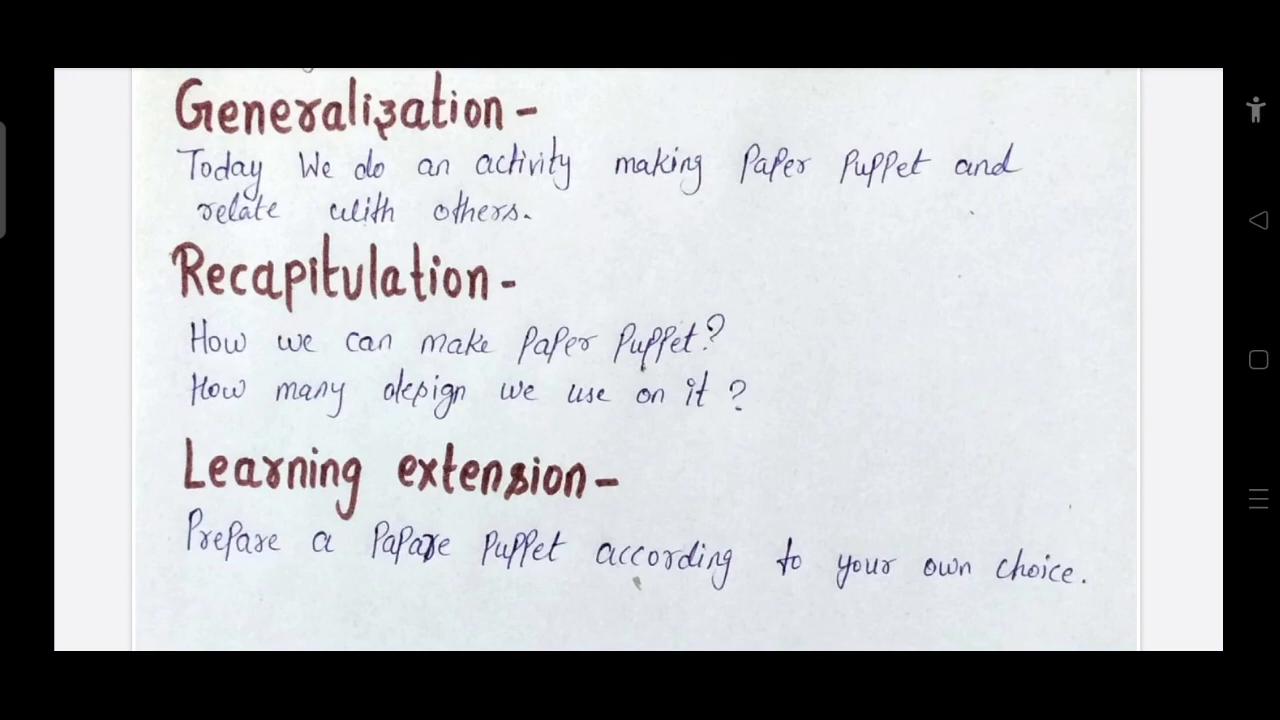 Generalization -
Today We do an activity making Paper Puppet and
relate with others.
Recapitulation -
How we can make Paper Puppet?
How many design we use on it ?
Learning extension -
Prepare a Papare Puppet according to your own choice.